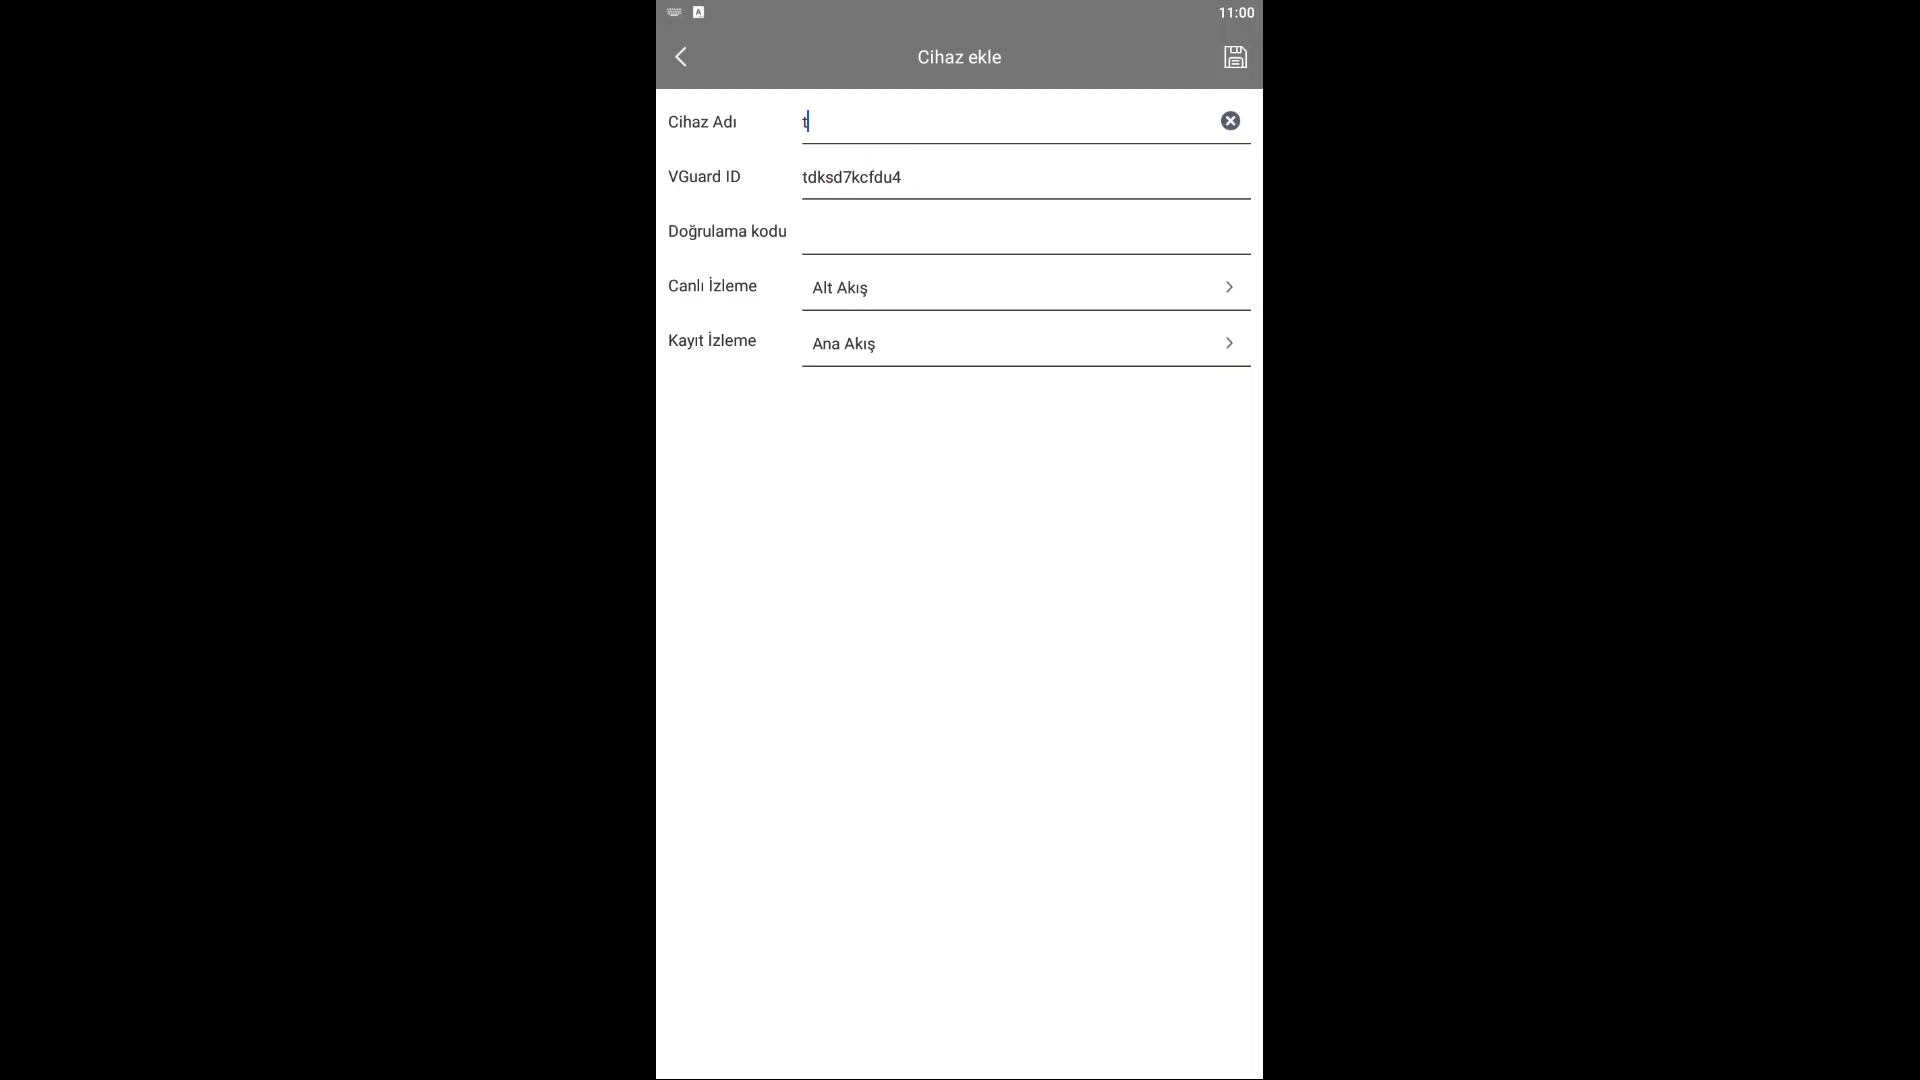 A 11:00
Cihaz ekle
Cihaz Adı t
VGuard ID tdksd7kcfdu4
Doğrulama kodu
Canlı İzleme Alt Akış
Kayıt İzleme Ana Akış